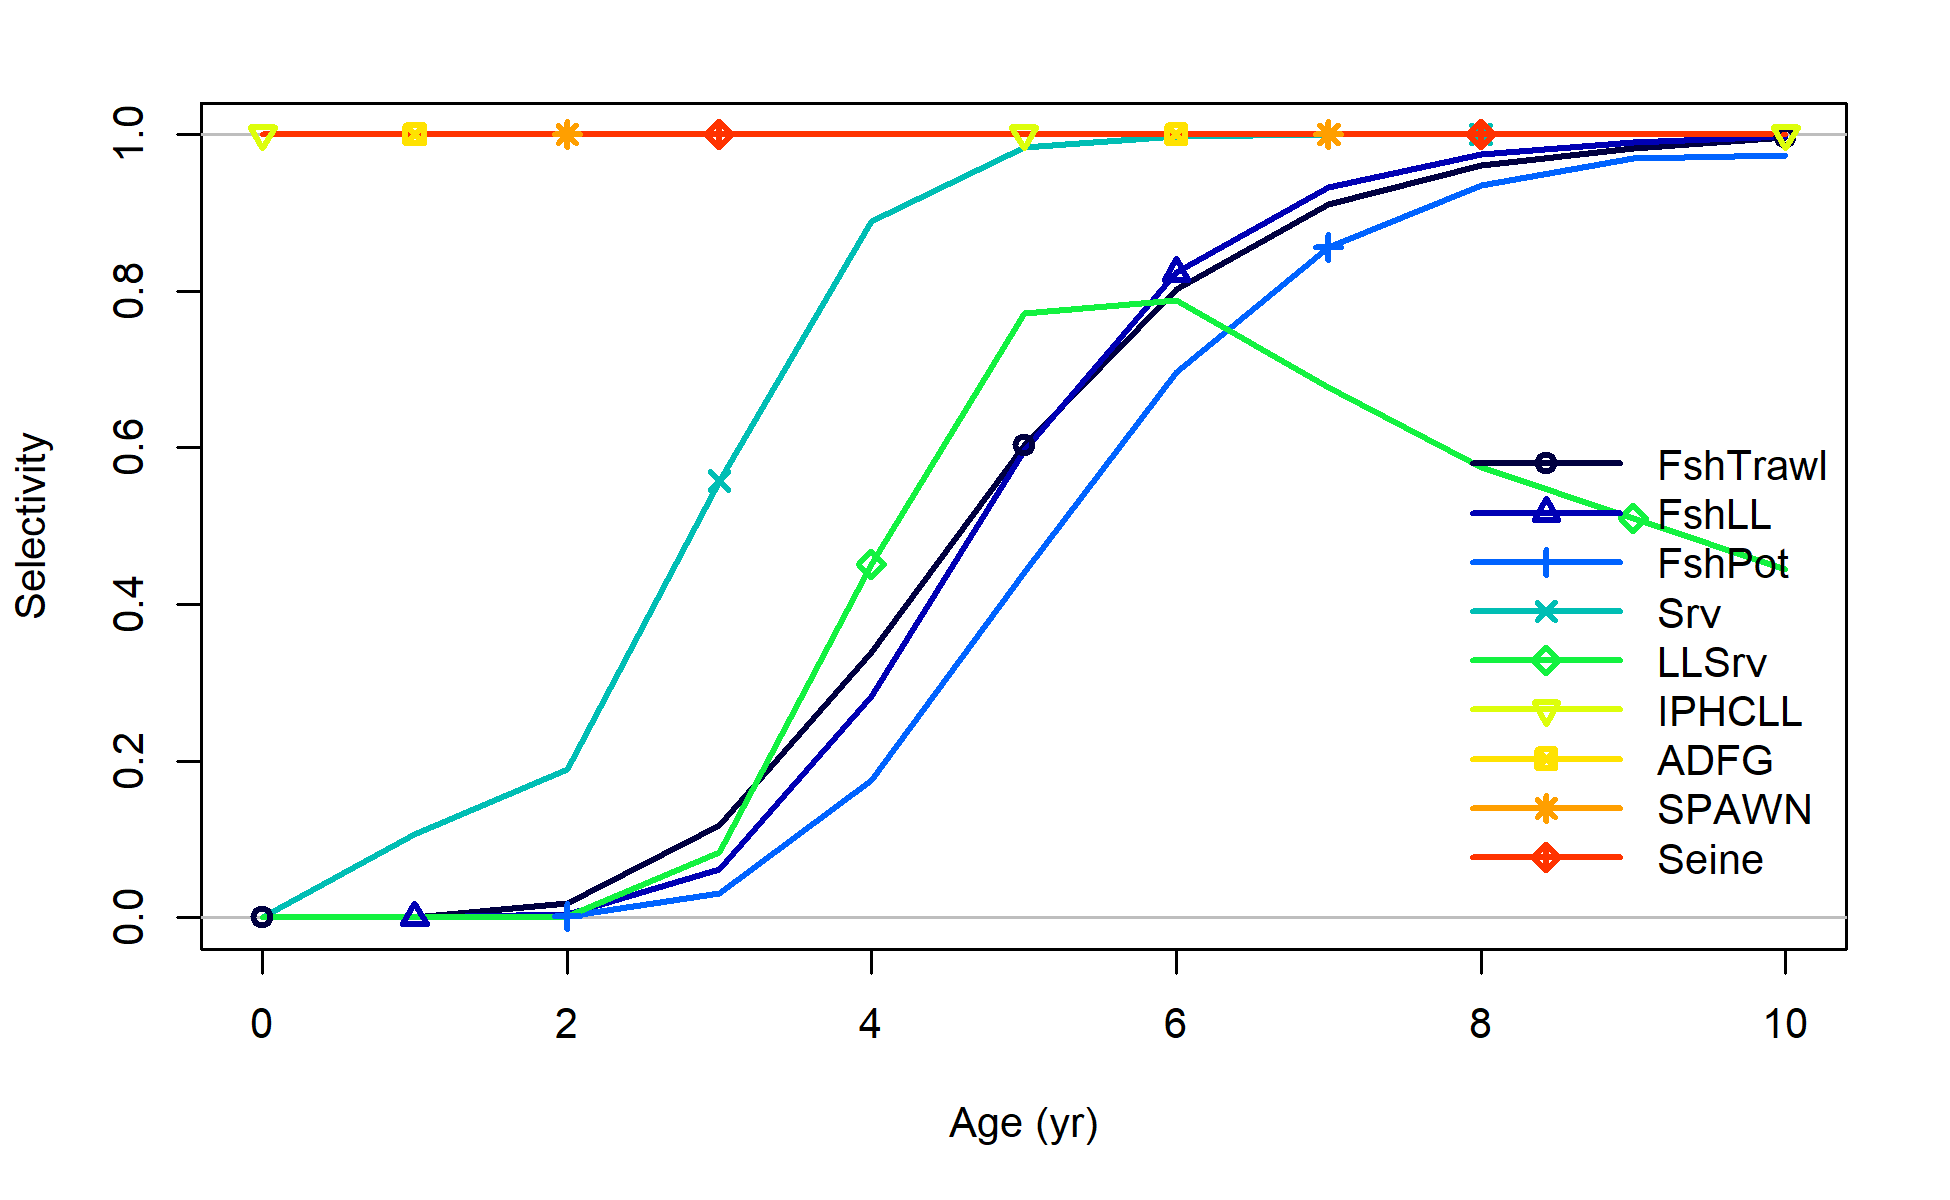 Selectivity
1.0
0.8
0.6
0.4
0.2
0.0
FshTrawl
FshLL
FshPot
Srv
LLSrv
IPHCLL
ADFG
SPAWN
Seine
0 2 4 6 8 10
Age (yr)